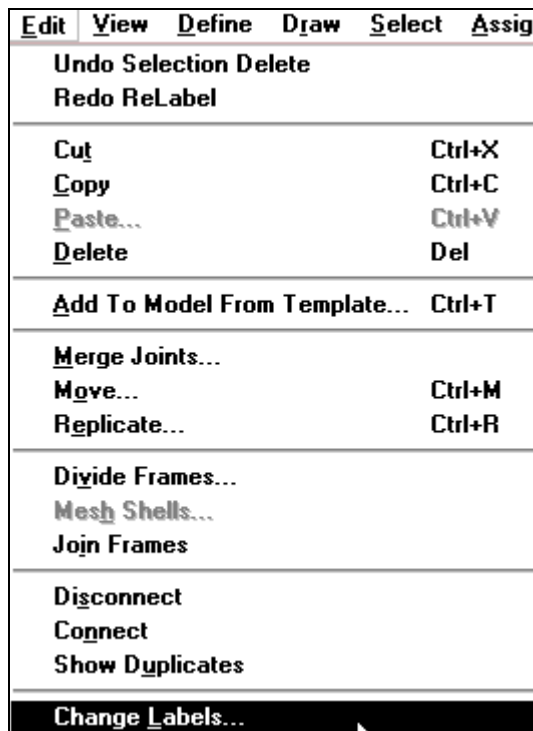 Edit View Define Draw Select Assig
Undo Selection Delete
Redo ReLabel
Cut Ctrl+X
Copy Ctrl+C
Paste... Ctrl+V
Delete Del
Add To Model From Template... Ctrl+T
Merge Joints...
Move... Ctrl+M
Replicate... Ctrl+R
Divide Frames...
Mesh Shells...
Join Frames
Disconnect
Connect
Show Duplicates
Change Labels...